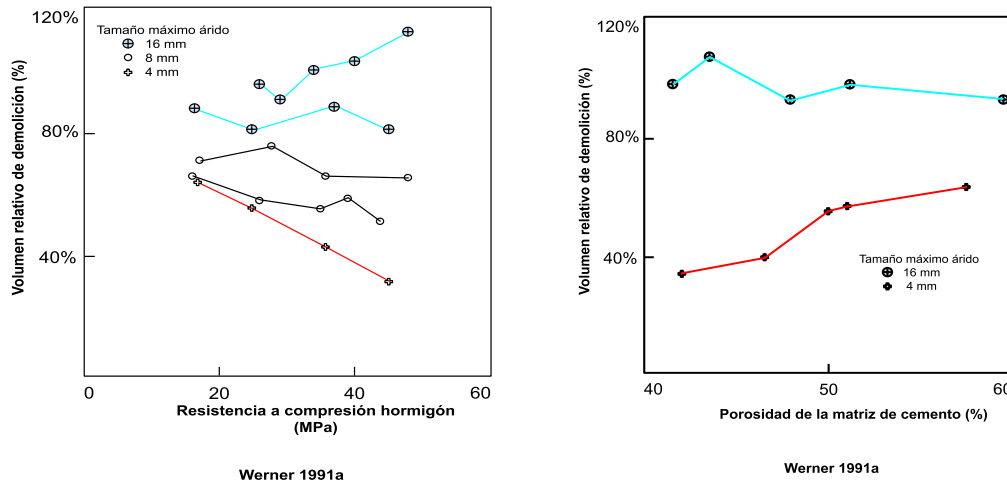 120%
80%
40%
Volumen relativo de demolición (%)
Tamaño máximo árido
16 mm
8 mm
4 mm
0
20
40
60
Resistencia a compresión hormigón
(MPa)
Werner 1991a
120%
80%
40%
Volumen relativo de demolición (%)
Tamaño máximo árido
16 mm
4 mm
40
50
60
Porosidad de la matriz de cemento (%)
Werner 1991a